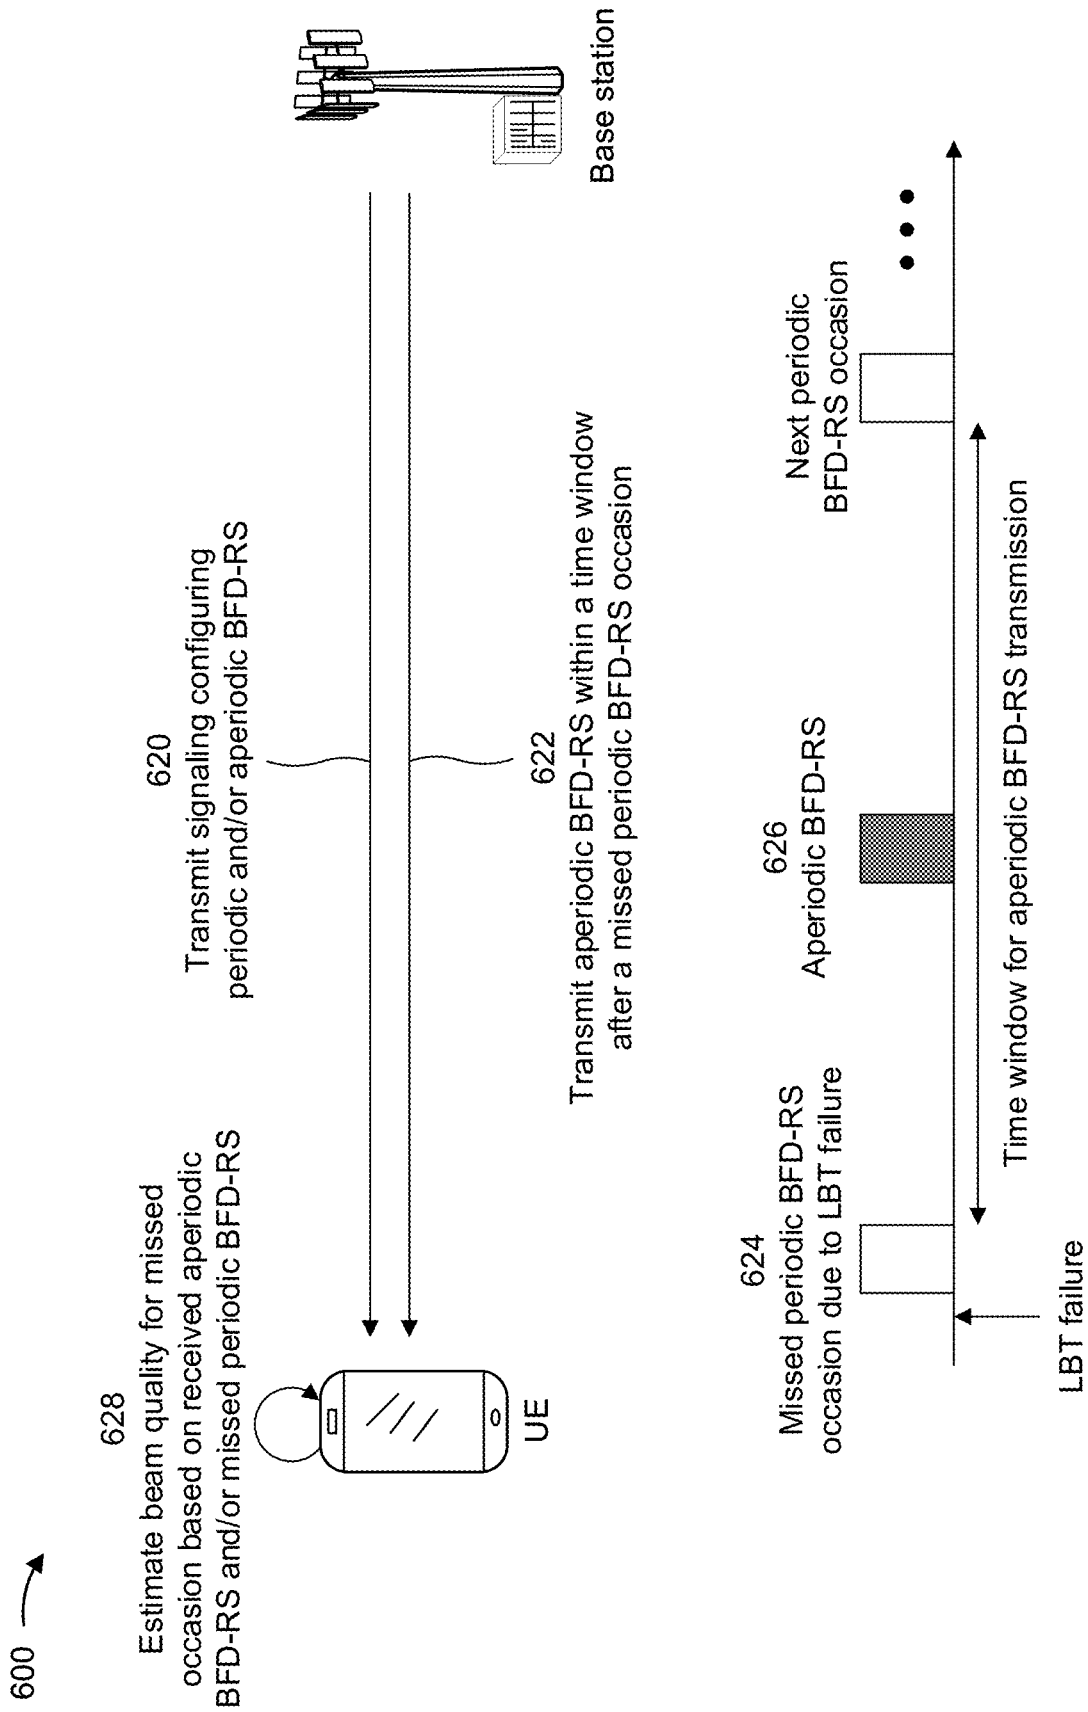 600
628
Estimate beam quality for missed
occasion based on received aperiodic
BFD-RS and/or missed periodic BFD-RS
UE
620
Transmit signaling configuring
periodic and/or aperiodic BFD-RS
622
Transmit aperiodic BFD-RS within a time window
after a missed periodic BFD-RS occasion
Base station
624
Missed periodic BFD-RS
occasion due to LBT failure
LBT failure
626
Aperiodic BFD-RS
Time window for aperiodic BFD-RS transmission
Next periodic
BFD-RS occasion